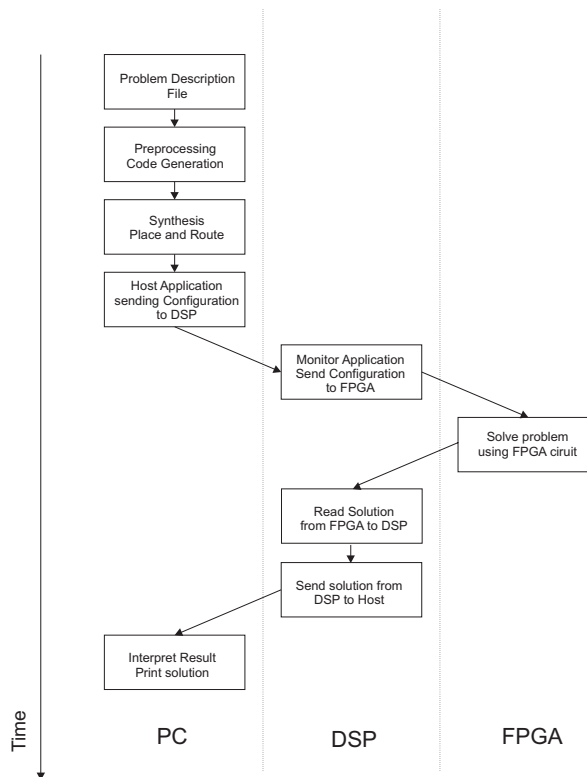 Problem Description
File
Preprocessing
Code Generation
Synthesis
Place and Route
Host Application
sending Configuration
to DSP
Monitor Application
Send Configuration
to FPGA
Solve problem
using FPGA ciruit
Read Solution
from FPGA to DSP
Send solution from
DSP to Host
Interpret Result
Print solution
Time
PC
DSP
FPGA